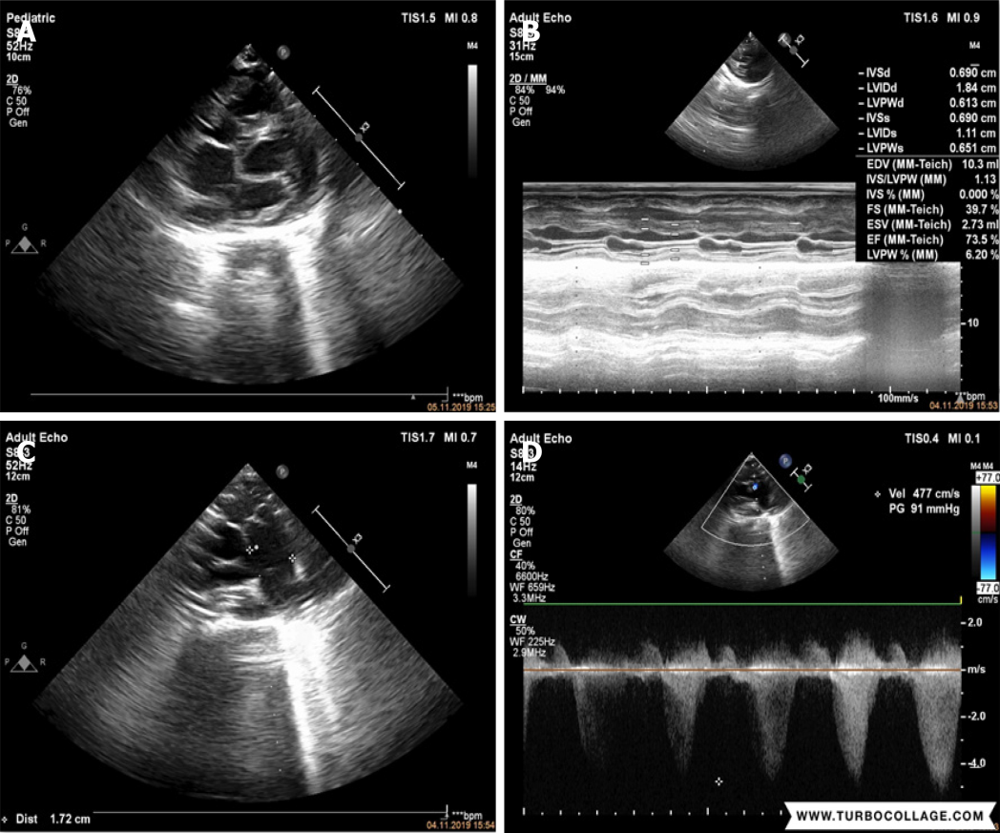 Pediatric
A
TIS1.5 MI 0.8
52Hz
10cm
M4
2D
76%
C 50
P Off
Gen
X3
P
G
P R
***bpm
05.11.2019 15:25
Adult Echo
B
TIS1.6 MI 0.9
31Hz
15cm
M4
2D / MM
84% 94%
C 50
P Off
Gen
X3
IVSd 0.690 cm
LVIDd 1.84 cm
LVPWd 0.613 cm
IVSs 0.690 cm
LVIDs 1.11 cm
LVPWs 0.651 cm
EDV (MM-Teich) 10.3 ml
IVS/LVPW (MM) 1.13
IVS % (MM) 0.000 %
FS (MM-Teich) 39.7 %
ESV (MM-Teich) 2.73 ml
EF (MM-Teich) 73.5 %
LVPW % (MM) 6.20 %
10
100mm/s
***bpm
04.11.2019 15:53
Adult Echo
C
TIS1.7 MI 0.7
52Hz
12cm
M4
2D
81%
C 50
P Off
Gen
X3
P
G
P R
Dist 1.72 cm
***bpm
04.11.2019 15:54
Adult Echo
D
TIS0.4 MI 0.1
14Hz
12cm
M4 M4
+77.0
2D
80%
C 50
P Off
Gen
CF
40%
6600Hz
WF 659Hz
3.3MHz
P
X3
Vel 477 cm/s
PG 91 mmHg
-77.0
cm/s
CW
50%
WF 225Hz
2.9MHz
2.0
m/s
-2.0
-4.0
WWW.TURBOCOLLAGE.COM